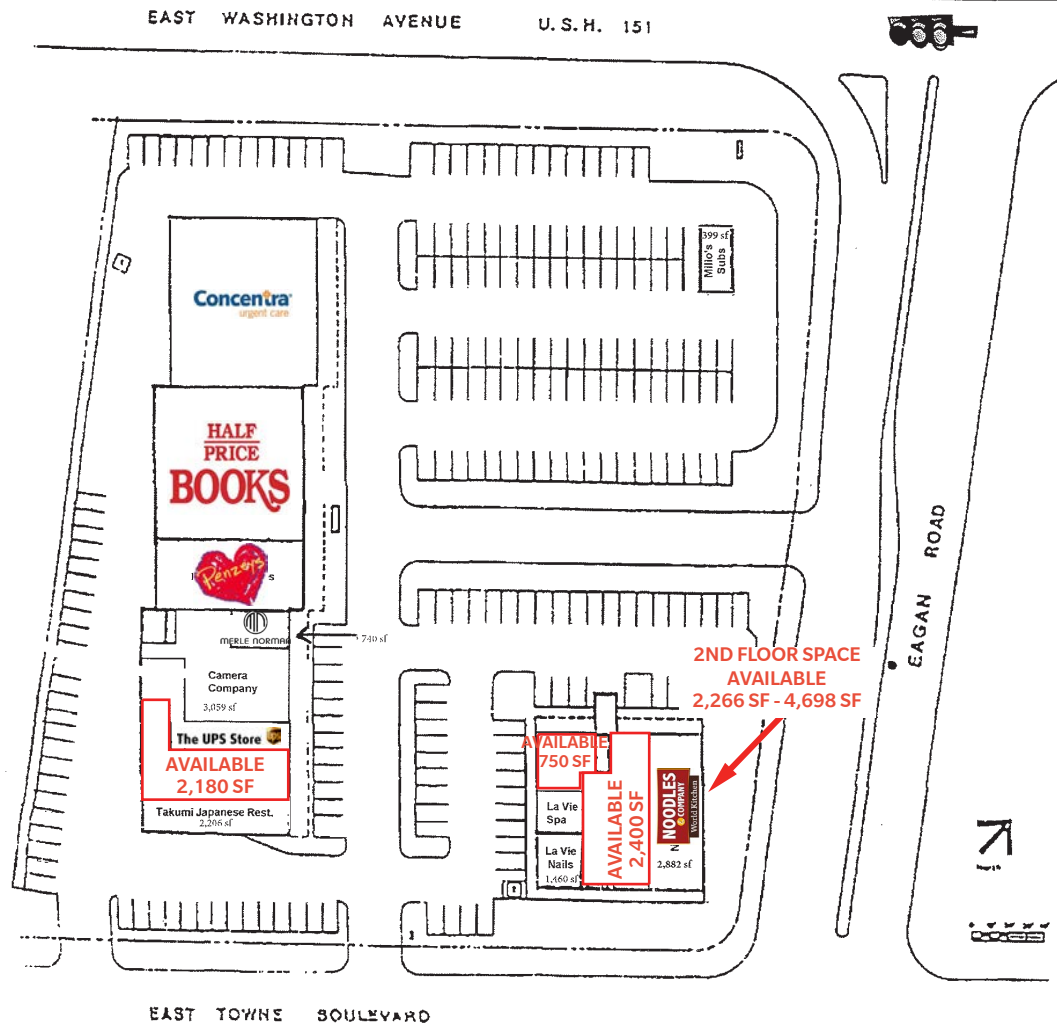 EAST WASHINGTON AVENUE U.S.H. 151
399 sf
Milio's
Subs
Concentra
urgent care
HALF
PRICE
BOOKS
Penzeys
s
MERLE NORMAN
740 sf
Camera
Company
3,059 sf
The UPS Store
AVAILABLE
2,180 SF
Takumi Japanese Rest.
2,206 sf
EAGAN ROAD
2ND FLOOR SPACE
AVAILABLE
2,266 SF - 4,698 SF
AVAILABLE
750 SF
La Vie
Spa
La Vie
Nails
1,460 sf
AVAILABLE
2,400 SF
NOODLES
& COMPANY
World Kitchen
N
2,882 sf
EAST TOWNE BOULEVARD